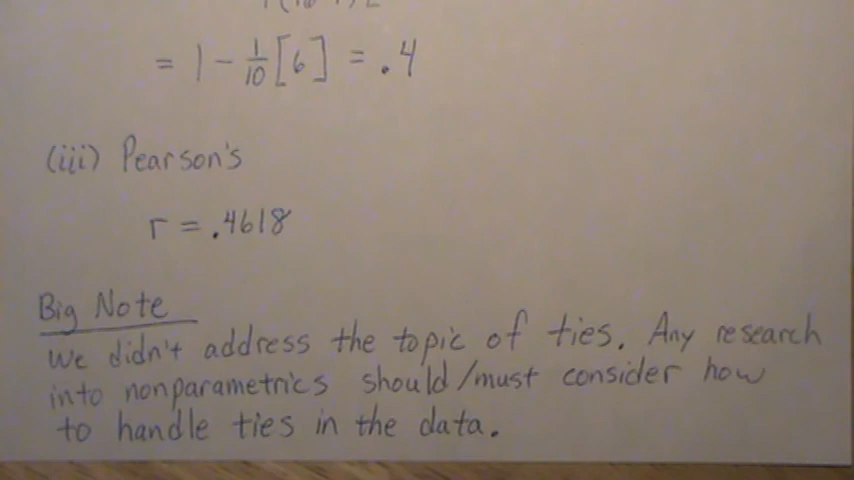 = 1 - 1/10 [6] = .4
(iii) Pearson's
r = .4618
Big Note
We didn't address the topic of ties. Any research
into nonparametrics should/must consider how
to handle ties in the data.